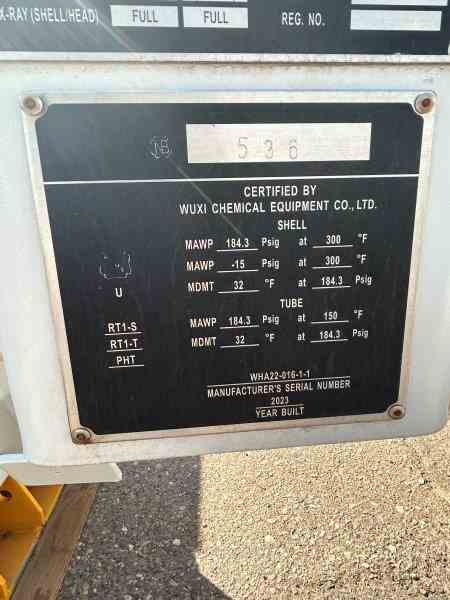 X-RAY (SHELL/HEAD) FULL FULL REG. NO.
536
CERTIFIED BY
WUXI CHEMICAL EQUIPMENT CO., LTD.
SHELL
MAWP 184.3 Psig at 300 °F
MAWP -15 Psig at 300 °F
MDMT 32 °F at 184.3 Psig
TUBE
MAWP 184.3 Psig at 150 °F
MDMT 32 °F at 184.3 Psig
U
RT1-S
RT1-T
PHT
WHA22-016-1-1
MANUFACTURER'S SERIAL NUMBER
2023
YEAR BUILT